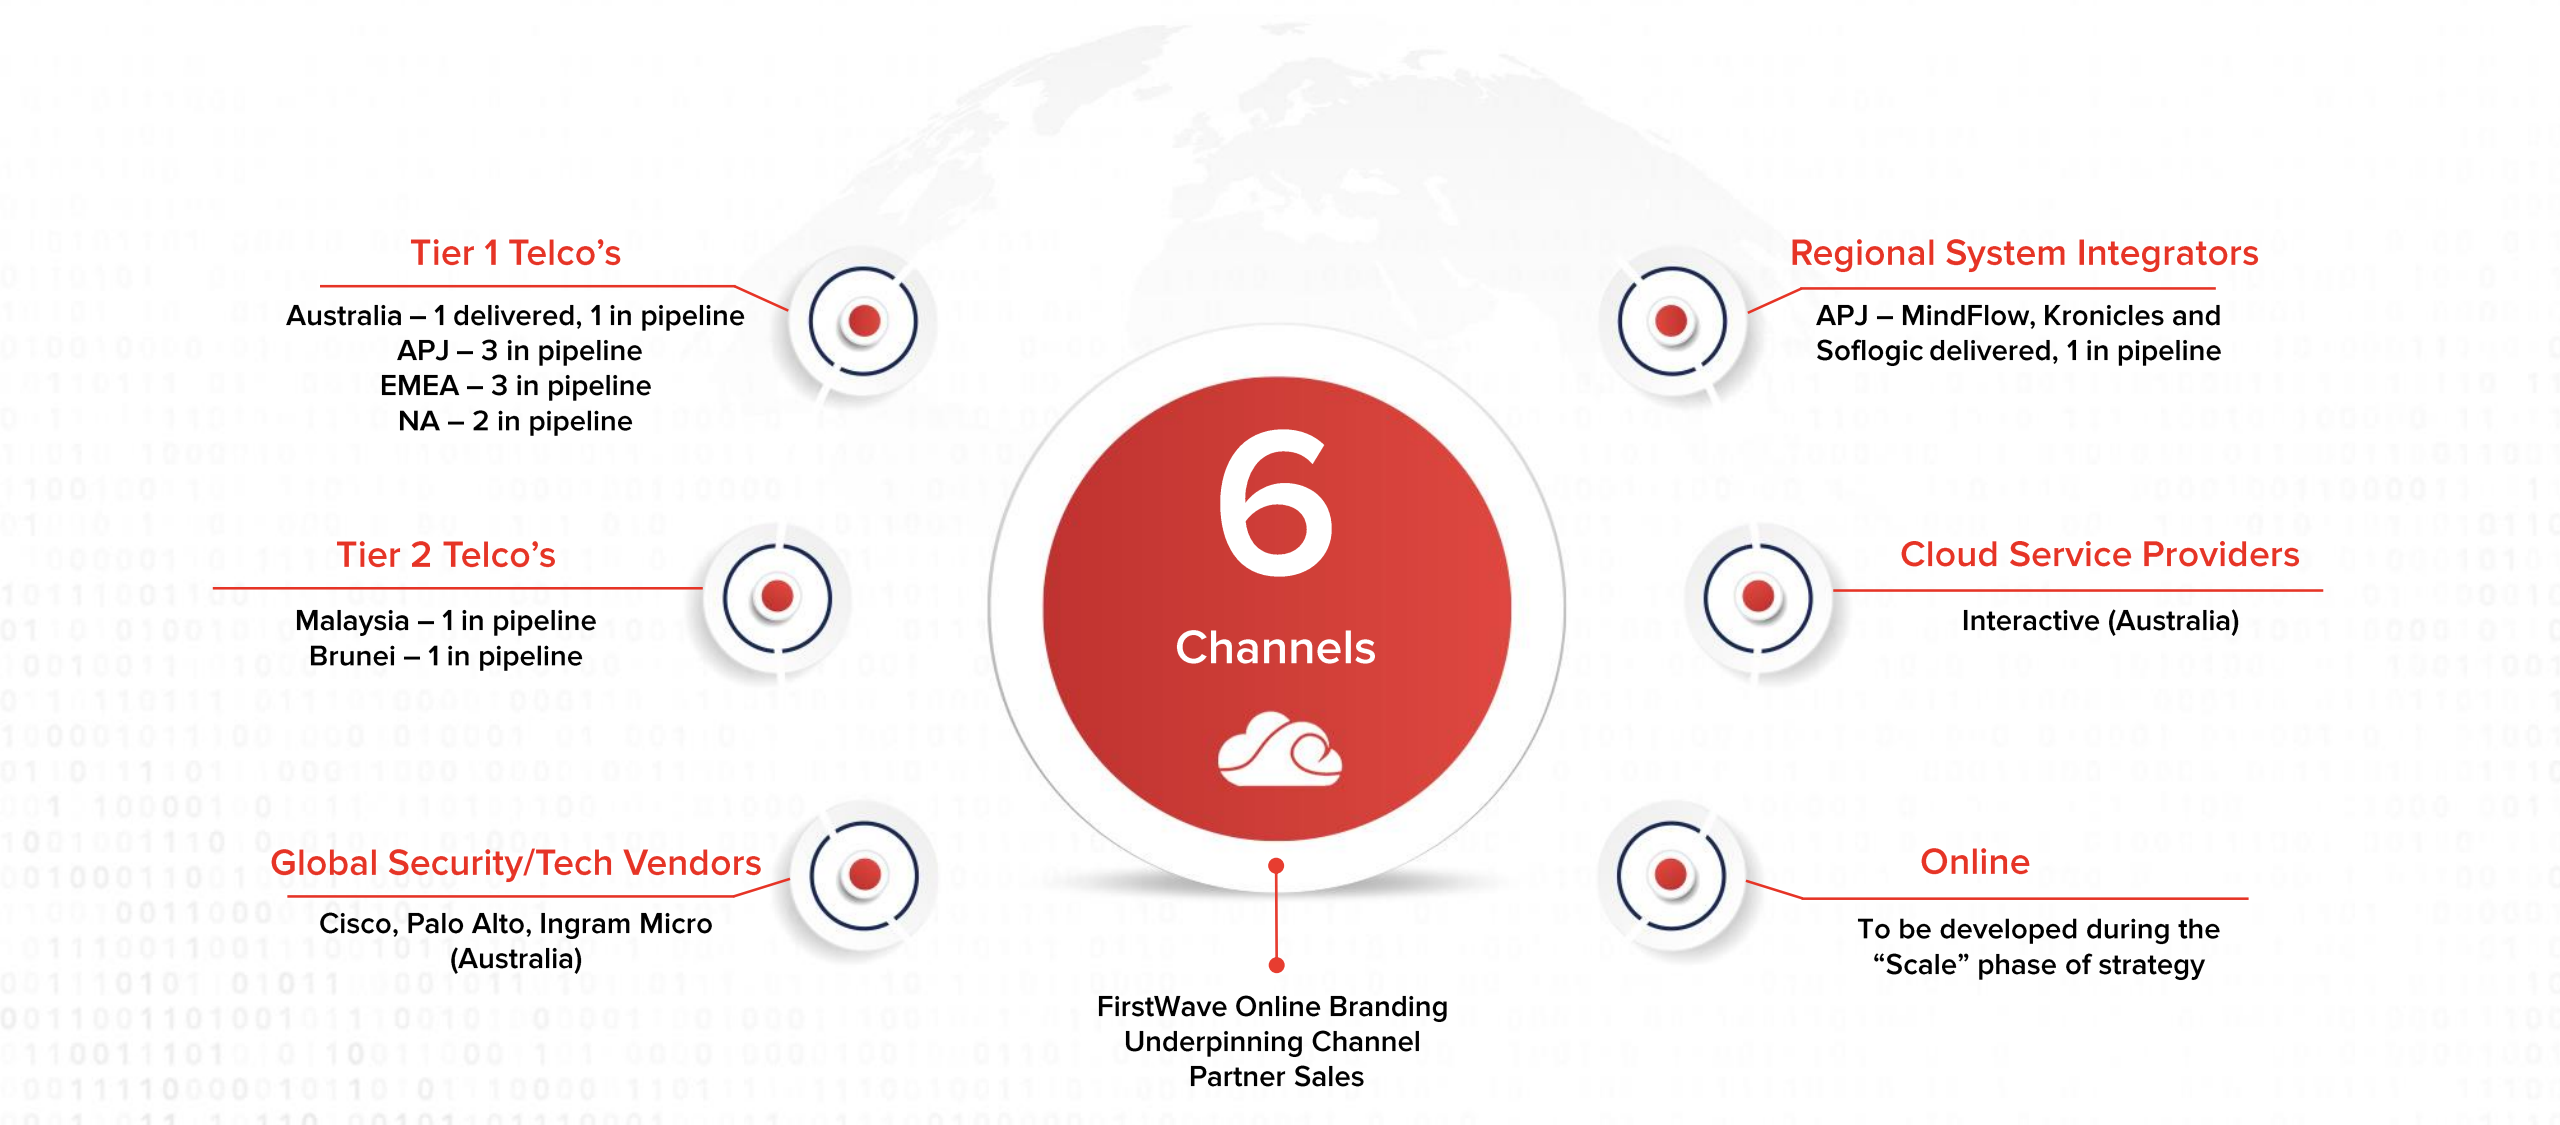 Tier 1 Telco’s
Australia – 1 delivered, 1 in pipeline
APJ – 3 in pipeline
EMEA – 3 in pipeline
NA – 2 in pipeline
Tier 2 Telco’s
Malaysia – 1 in pipeline
Brunei – 1 in pipeline
Global Security/Tech Vendors
Cisco, Palo Alto, Ingram Micro
(Australia)
6
Channels
FirstWave Online Branding
Underpinning Channel
Partner Sales
Regional System Integrators
APJ – MindFlow, Kronicles and
Soflogic delivered, 1 in pipeline
Cloud Service Providers
Interactive (Australia)
Online
To be developed during the
“Scale” phase of strategy